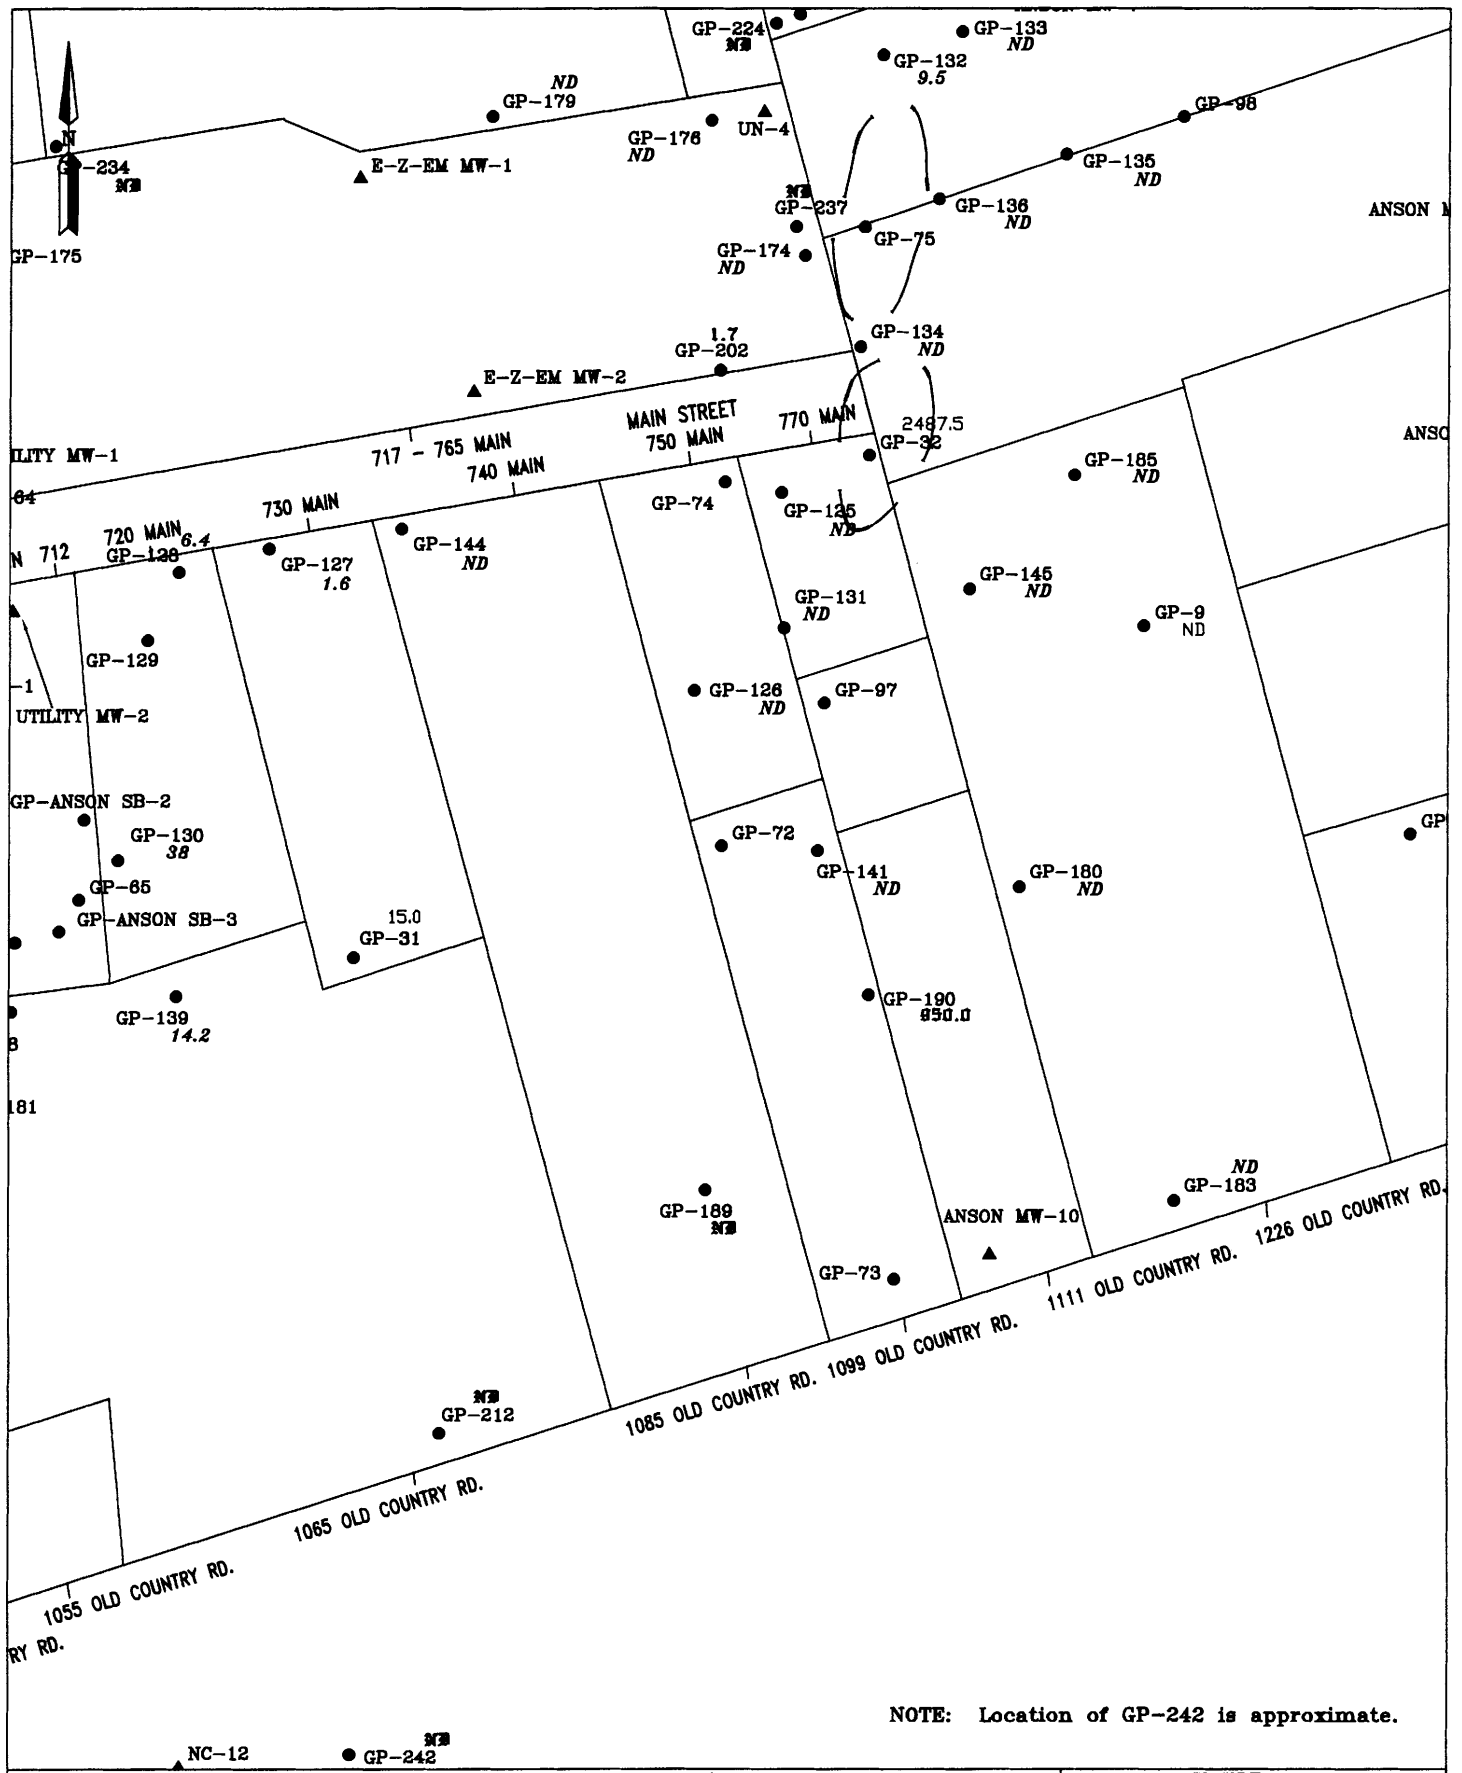 GP-224
ND
GP-133
ND
GP-132
9.5
ND
GP-179
GP-98
GP-176
ND
UN-4
N
GP-234
ND
E-Z-EM MW-1
GP-135
ND
ND
GP-237
GP-136
ND
ANSON M
GP-75
GP-174
ND
GP-175
1.7
GP-202
GP-134
ND
E-Z-EM MW-2
MAIN STREET
770 MAIN
2487.5
GP-32
717 - 765 MAIN
750 MAIN
ANSO
ILITY MW-1
740 MAIN
GP-185
ND
64
GP-74
GP-125
ND
730 MAIN
720 MAIN
6.4
GP-128
N 712
GP-127
1.6
GP-144
ND
GP-131
ND
GP-145
ND
GP-9
ND
GP-129
-1
UTILITY MW-2
GP-126
ND
GP-97
GP-ANSON SB-2
GP-130
38
GP-72
GP
GP-65
GP-141
ND
GP-180
ND
GP-ANSON SB-3
15.0
GP-31
GP-190
GP-139
14.2
8
181
ND
GP-183
GP-189
ND
ANSON MW-10
1226 OLD COUNTRY RD.
GP-73
1111 OLD COUNTRY RD.
1099 OLD COUNTRY RD.
1085 OLD COUNTRY RD.
ND
GP-212
1065 OLD COUNTRY RD.
1055 OLD COUNTRY RD.
RY RD.
NOTE: Location of GP-242 is approximate.
NC-12
ND
GP-242